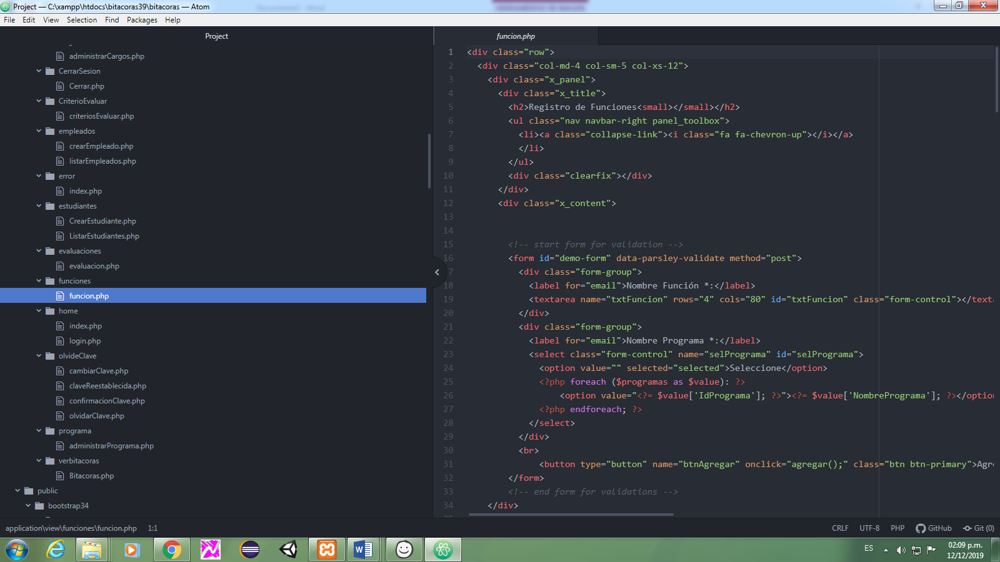 Project — C:\xampp\htdocs\bitacoras39\bitacoras — Atom
File Edit View Selection Find Packages Help
Project
administrarCargos.php
CerrarSesion
Cerrar.php
CriterioEvaluar
criteriosEvaluar.php
empleados
crearEmpleado.php
listarEmpleados.php
error
index.php
estudiantes
CrearEstudiante.php
ListarEstudiantes.php
evaluaciones
evaluacion.php
funciones
funcion.php
home
index.php
login.php
olvideClave
cambiarClave.php
claveReestablecida.php
confirmacionClave.php
olvidarClave.php
programa
administrarPrograma.php
verbitacoras
Bitacoras.php
public
bootstrap34
funcion.php
1 <div class="row">
2 <div class="col-md-4 col-sm-5 col-xs-12">
3 <div class="x_panel">
4 <div class="x_title">
5 <h2>Registro de Funciones<small></small></h2>
6 <ul class="nav navbar-right panel_toolbox">
7 <li><a class="collapse-link"><i class="fa fa-chevron-up"></i></a>
8 </li>
9 </ul>
10 <div class="clearfix"></div>
11 </div>
12 <div class="x_content">
13
14
15 <!-- start form for validation -->
16 <form id="demo-form" data-parsley-validate method="post">
7 <div class="form-group">
18 <label for="email">Nombre Función *:</label>
19 <textarea name="txtFuncion" rows="4" cols="80" id="txtFuncion" class="form-control"></texta
20 </div>
21 <div class="form-group">
22 <label for="email">Nombre Programa *:</label>
23 <select class="form-control" name="selPrograma" id="selPrograma">
24 <option value="" selected="selected">Seleccione</option>
25 <?php foreach ($programas as $value): ?>
26 <option value="<?= $value['IdPrograma']; ?>"><?= $value['NombrePrograma']; ?></option
27 <?php endforeach; ?>
28 </select>
29 </div>
30 <br>
31 <button type="button" name="btnAgregar" onclick="agregar();" class="btn btn-primary">Agre
32 </form>
33 <!-- end form for validations -->
34 </div>
application\view\funciones\funcion.php 1:1 CRLF UTF-8 PHP GitHub Git (0)
ES 02:09 p.m.
12/12/2019